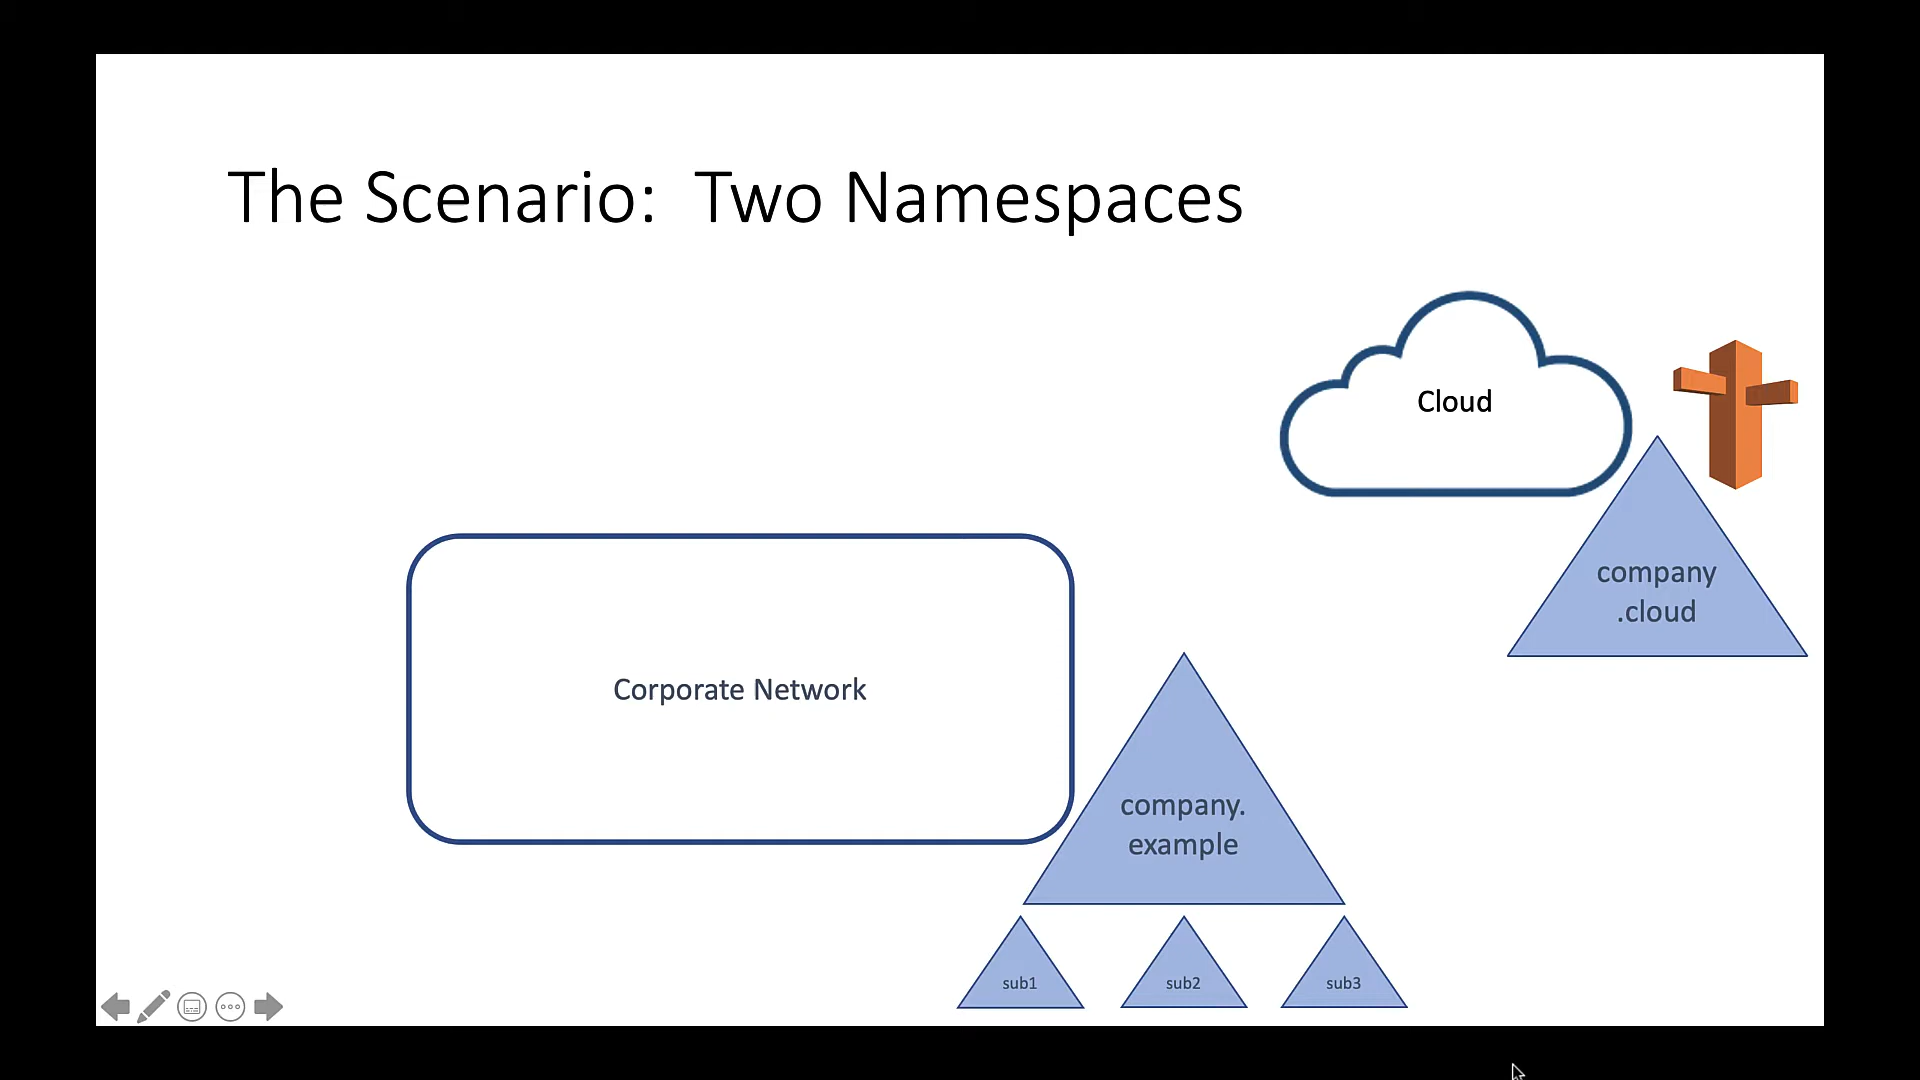 The Scenario:  Two Namespaces
Cloud
company
.cloud
Corporate Network
company.
example
sub1
sub2
sub3